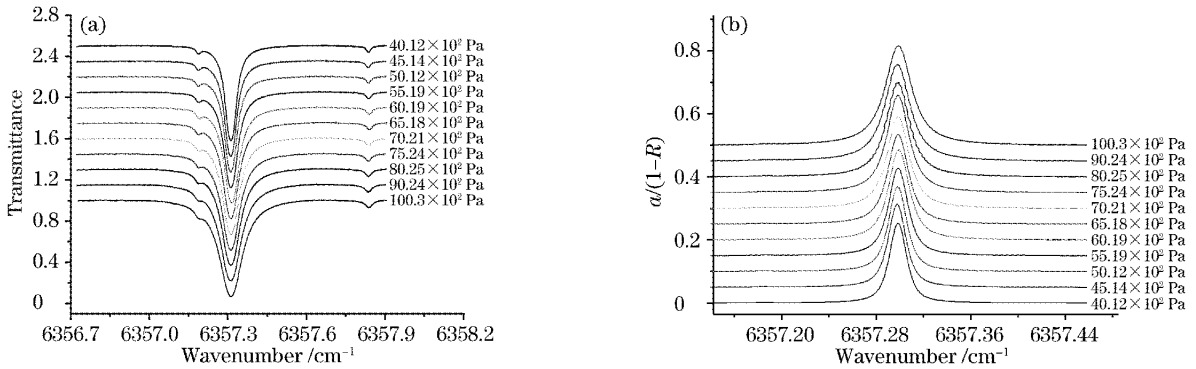 (a)
2.8
2.4
2.0
1.6
1.2
0.8
0.4
0
Transmittance
40.12×10² Pa
45.14×10² Pa
50.12×10² Pa
55.19×10² Pa
60.19×10² Pa
65.18×10² Pa
70.21×10² Pa
75.24×10² Pa
80.25×10² Pa
90.24×10² Pa
100.3×10² Pa
6356.7 6357.0 6357.3 6357.6 6357.9 6358.2
Wavenumber /cm⁻¹
(b)
0.8
0.6
0.4
0.2
0
a/(1−R)
100.3×10² Pa
90.24×10² Pa
80.25×10² Pa
75.24×10² Pa
70.21×10² Pa
65.18×10² Pa
60.19×10² Pa
55.19×10² Pa
50.12×10² Pa
45.14×10² Pa
40.12×10² Pa
6357.20 6357.28 6357.36 6357.44
Wavenumber /cm⁻¹